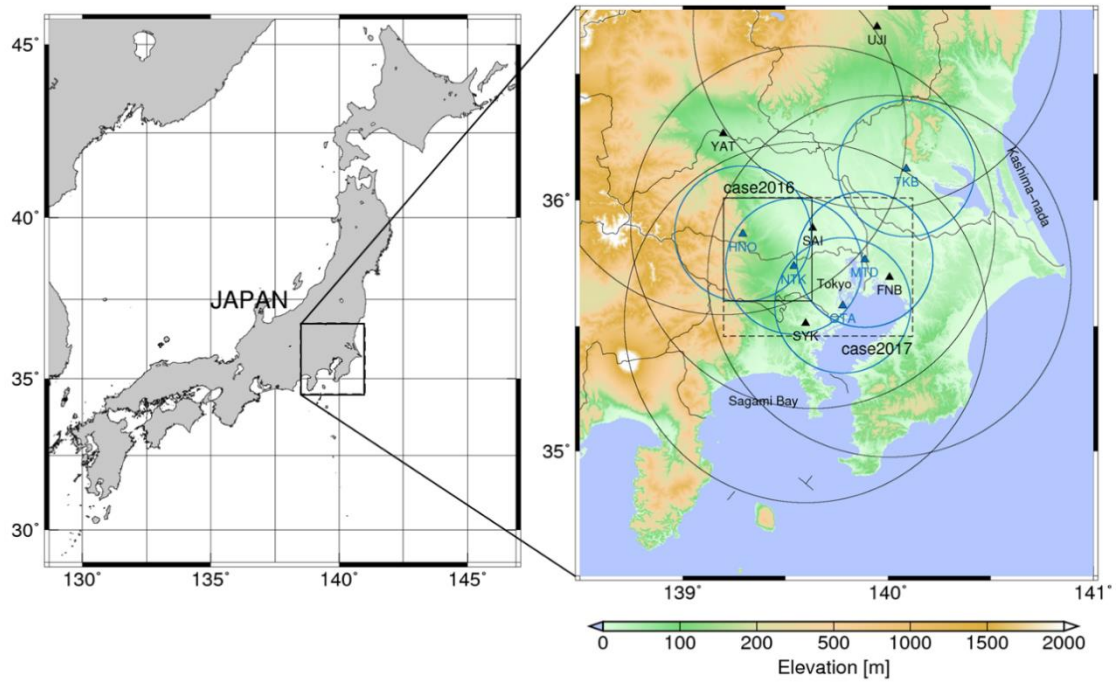 45°
40°
35°
30°
130°
135°
140°
145°
JAPAN
UJI
YAT
TKB
Kashima-nada
case2016
36°
SAI
HNO
NTK
Tokyo
MTD
FNB
OTA
SYK
case2017
Sagami Bay
35°
139°
140°
141°
0 100 200 500 1000 1500 2000
Elevation [m]